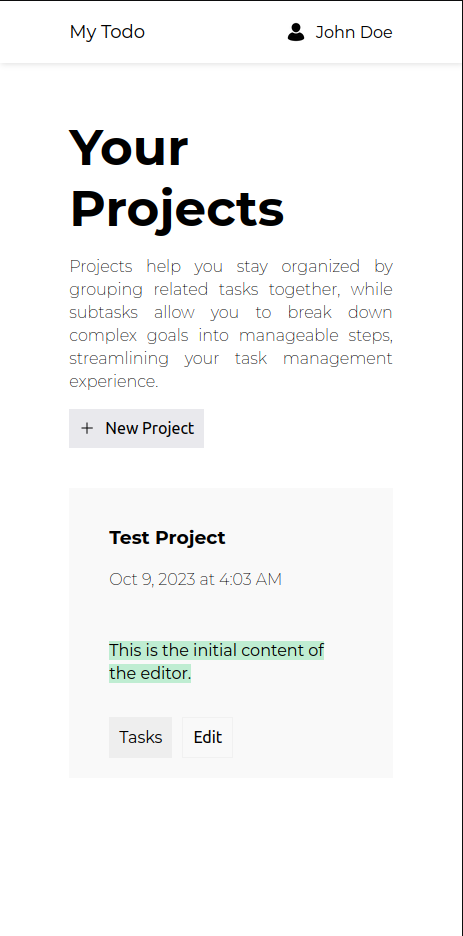 My Todo
John Doe
Your
Projects
Projects help you stay organized by
grouping related tasks together, while
subtasks allow you to break down
complex goals into manageable steps,
streamlining your task management
experience.
+ New Project
Test Project
Oct 9, 2023 at 4:03 AM
This is the initial content of
the editor.
Tasks
Edit